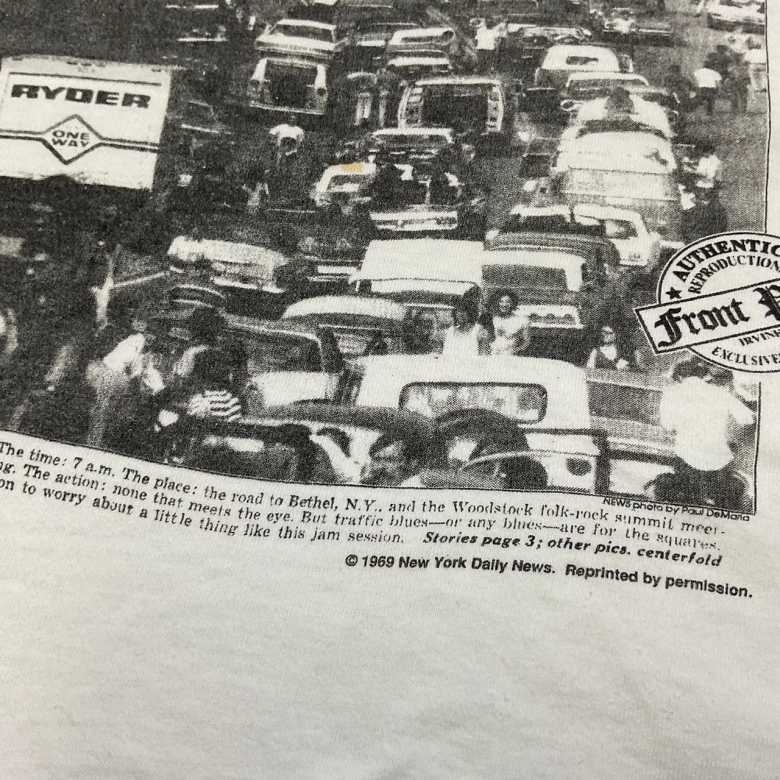 RYDER
ONE
WAY
AUTHENTIC
REPRODUCTION
Front
IRVINE
EXCLUSIVE
NEWS photo by Paul DeMaria
The time: 7 a.m. The place: the road to Bethel, N.Y., and the Woodstock folk-rock summit meet-
g. The action: none that meets the eye. But traffic blues—or any blues—are for the squares.
on to worry about a little thing like this jam session. Stories page 3; other pics. centerfold
© 1969 New York Daily News. Reprinted by permission.